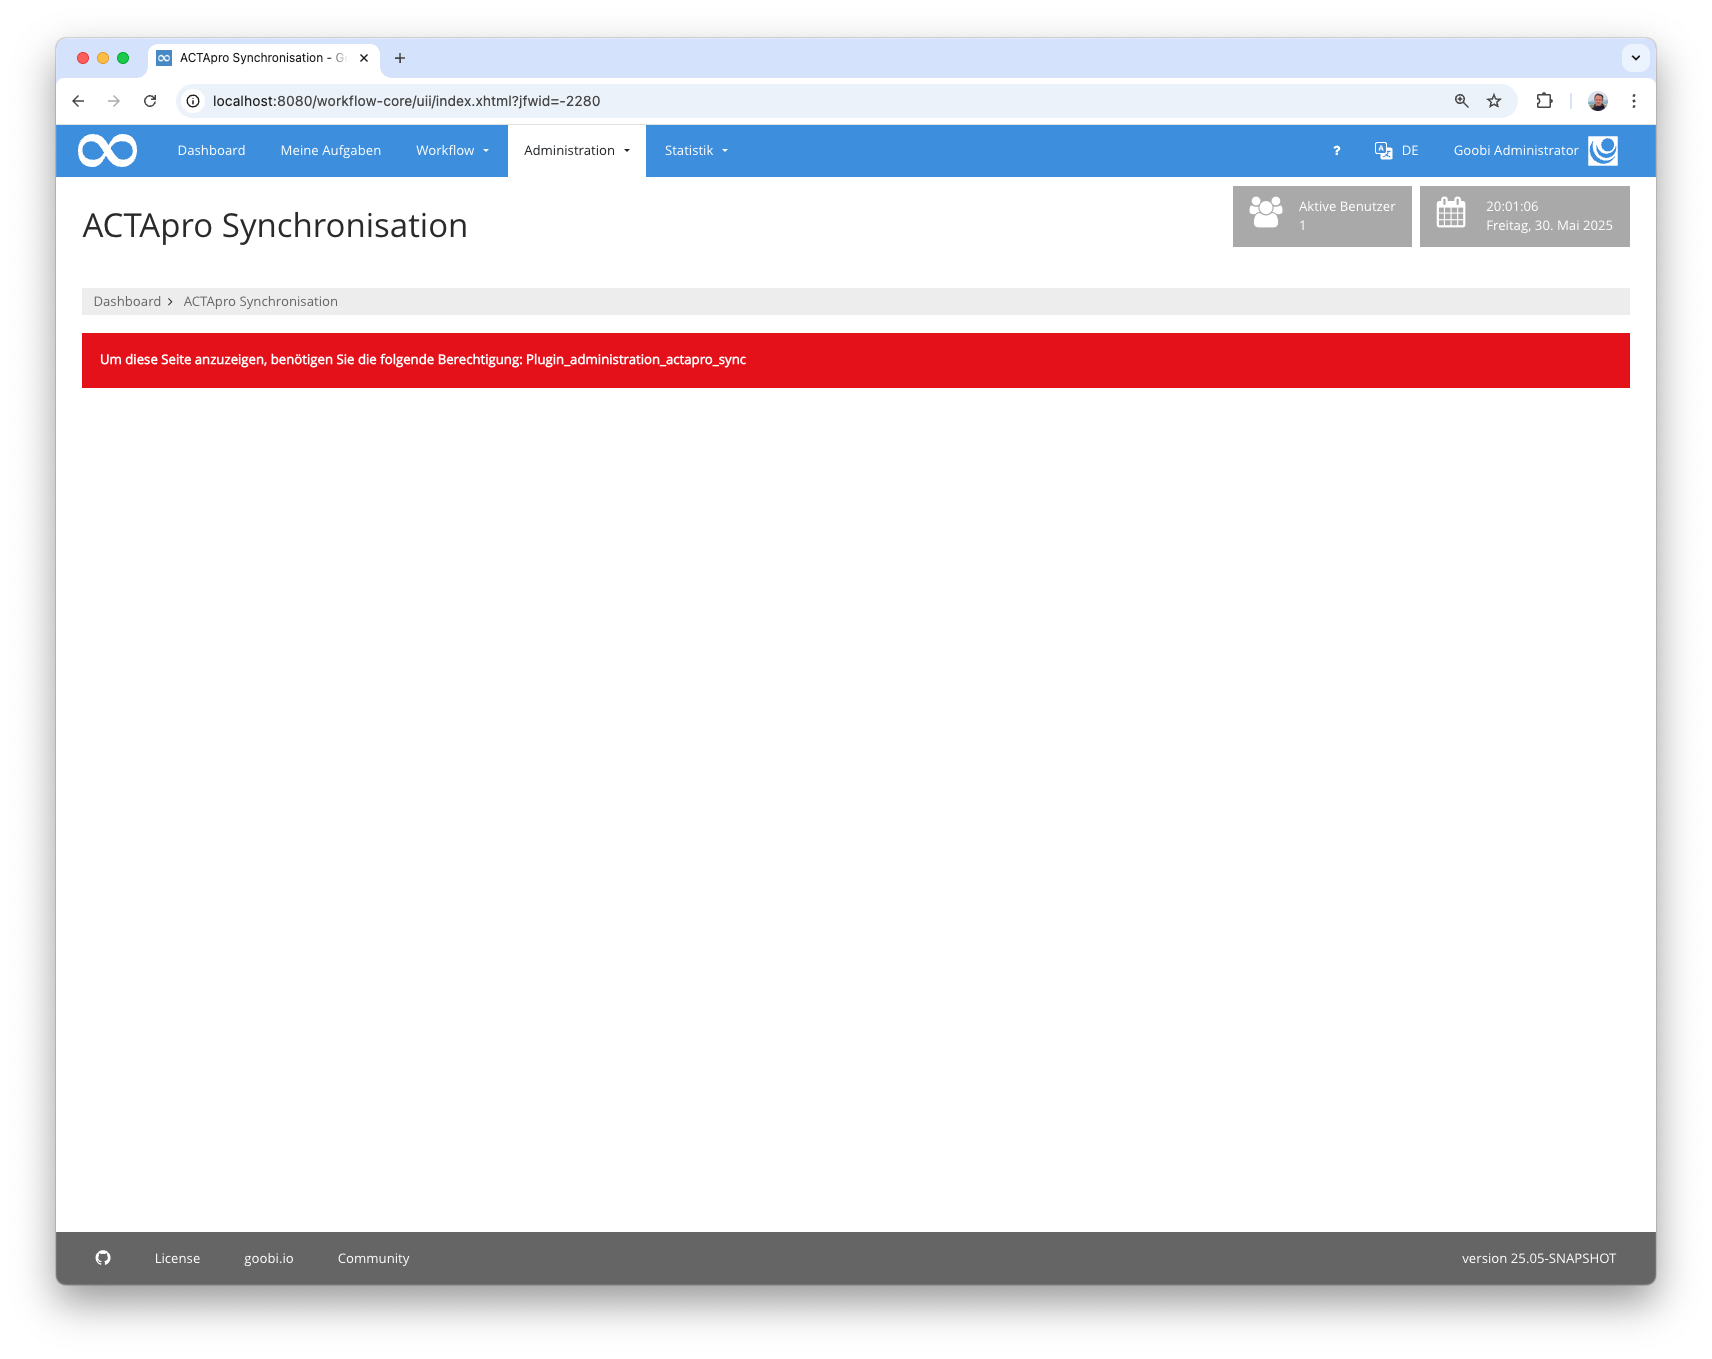 ACTApro Synchronisation - G
localhost:8080/workflow-core/uii/index.xhtml?jfwid=-2280
Dashboard Meine Aufgaben Workflow Administration Statistik ? DE Goobi Administrator
ACTApro Synchronisation
Aktive Benutzer
1
20:01:06
Freitag, 30. Mai 2025
Dashboard > ACTApro Synchronisation
Um diese Seite anzuzeigen, benötigen Sie die folgende Berechtigung: Plugin_administration_actapro_sync
License goobi.io Community version 25.05-SNAPSHOT